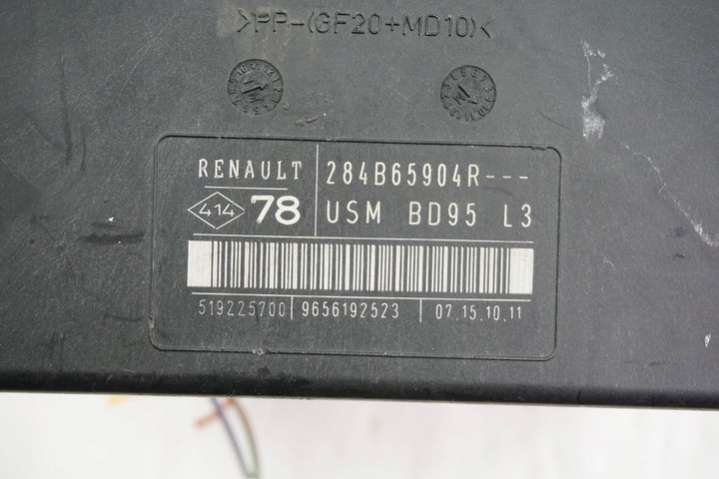 >PP-(GF20+MD10)<
RENAULT 284B65904R---
414 78 USM BD95 L3
519225700 9656192523 07.15.10.11